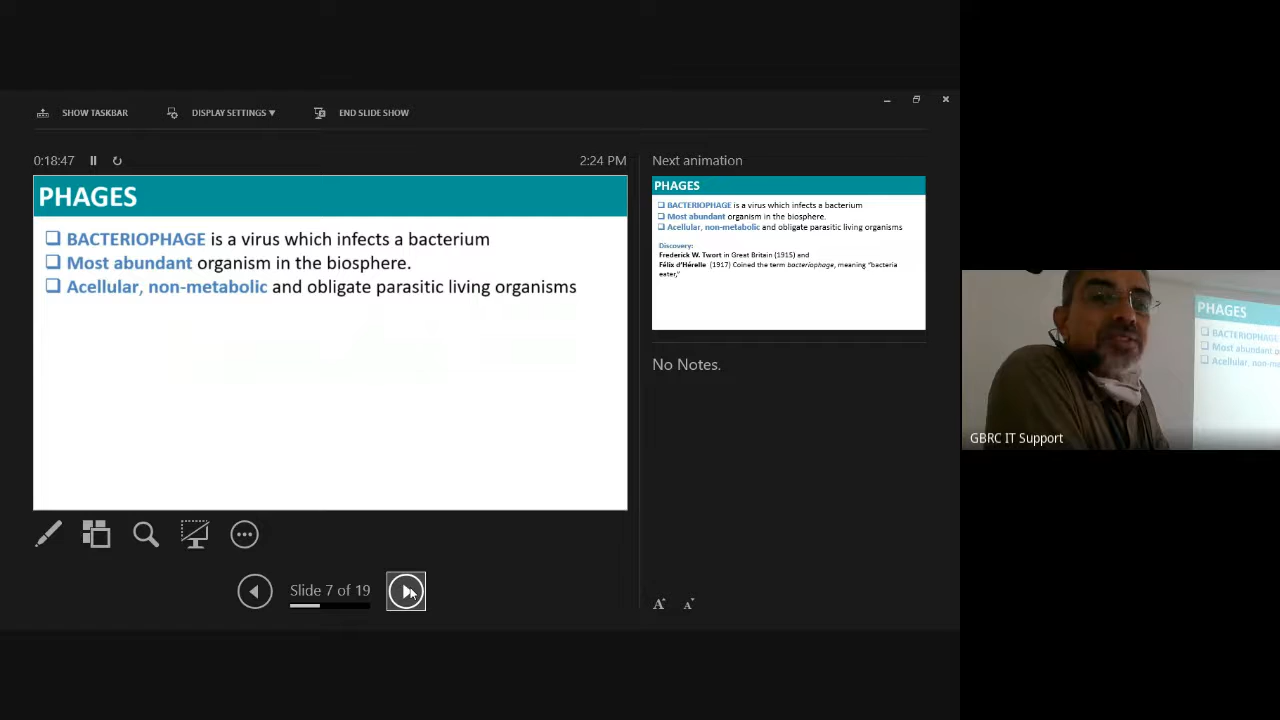 SHOW TASKBAR
DISPLAY SETTINGS ▼
END SLIDE SHOW
0:18:47
2:24 PM
PHAGES
❑ BACTERIOPHAGE is a virus which infects a bacterium
❑ Most abundant organism in the biosphere.
❑ Acellular, non-metabolic and obligate parasitic living organisms
Slide 7 of 19
Next animation
PHAGES
❑ BACTERIOPHAGE is a virus which infects a bacterium
❑ Most abundant organism in the biosphere.
❑ Acellular, non-metabolic and obligate parasitic living organisms
Discovery:
Frederick W. Twort in Great Britain (1915) and
Félix d'Hérelle (1917) Coined the term bacteriophage, meaning "bacteria
eater,"
No Notes.
A A
PHAGES
BACTERIOPHAGE
Most abundant o
Acellular, non-me
GBRC IT Support